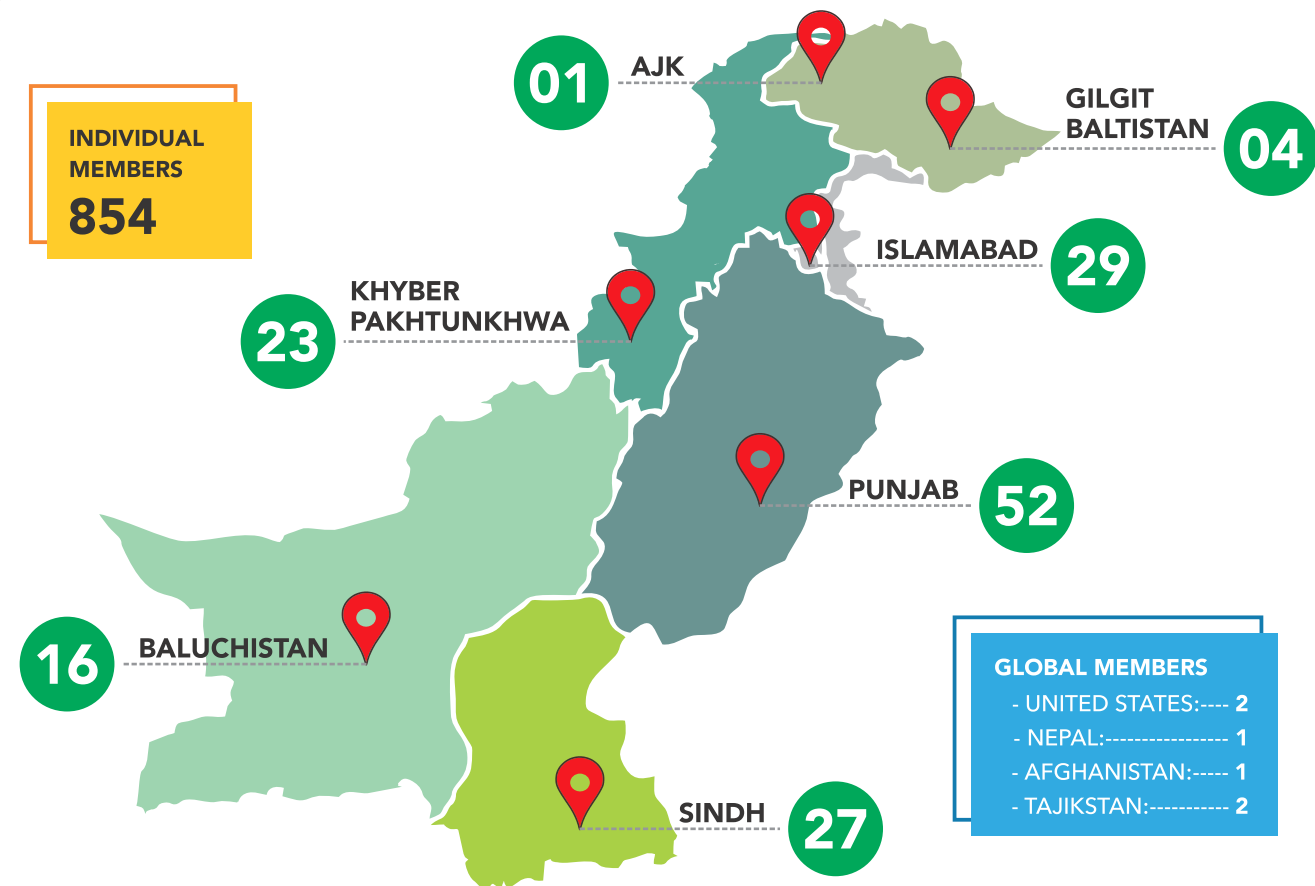 01
AJK
GILGIT
BALTISTAN
04
INDIVIDUAL
MEMBERS
854
ISLAMABAD
29
KHYBER
PAKHTUNKHWA
23
PUNJAB
52
BALUCHISTAN
16
GLOBAL MEMBERS
- UNITED STATES:---- 2
- NEPAL:----------------- 1
- AFGHANISTAN:----- 1
- TAJIKSTAN:----------- 2
SINDH
27